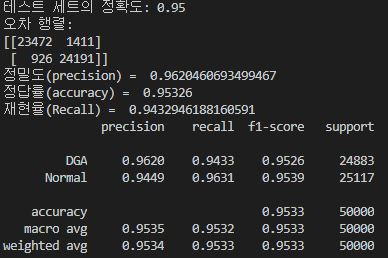 테스트 세트의 정확도: 0.95
오차 행렬:
[[23472  1411]
 [  926 24191]]
정밀도(precision) =  0.9620460693499467
정답률(accuracy) =  0.95326
재현율(Recall) =  0.9432946188160591
              precision    recall  f1-score   support

         DGA     0.9620    0.9433    0.9526     24883
      Normal     0.9449    0.9631    0.9539     25117

    accuracy                         0.9533     50000
   macro avg     0.9535    0.9532    0.9533     50000
weighted avg     0.9534    0.9533    0.9533     50000